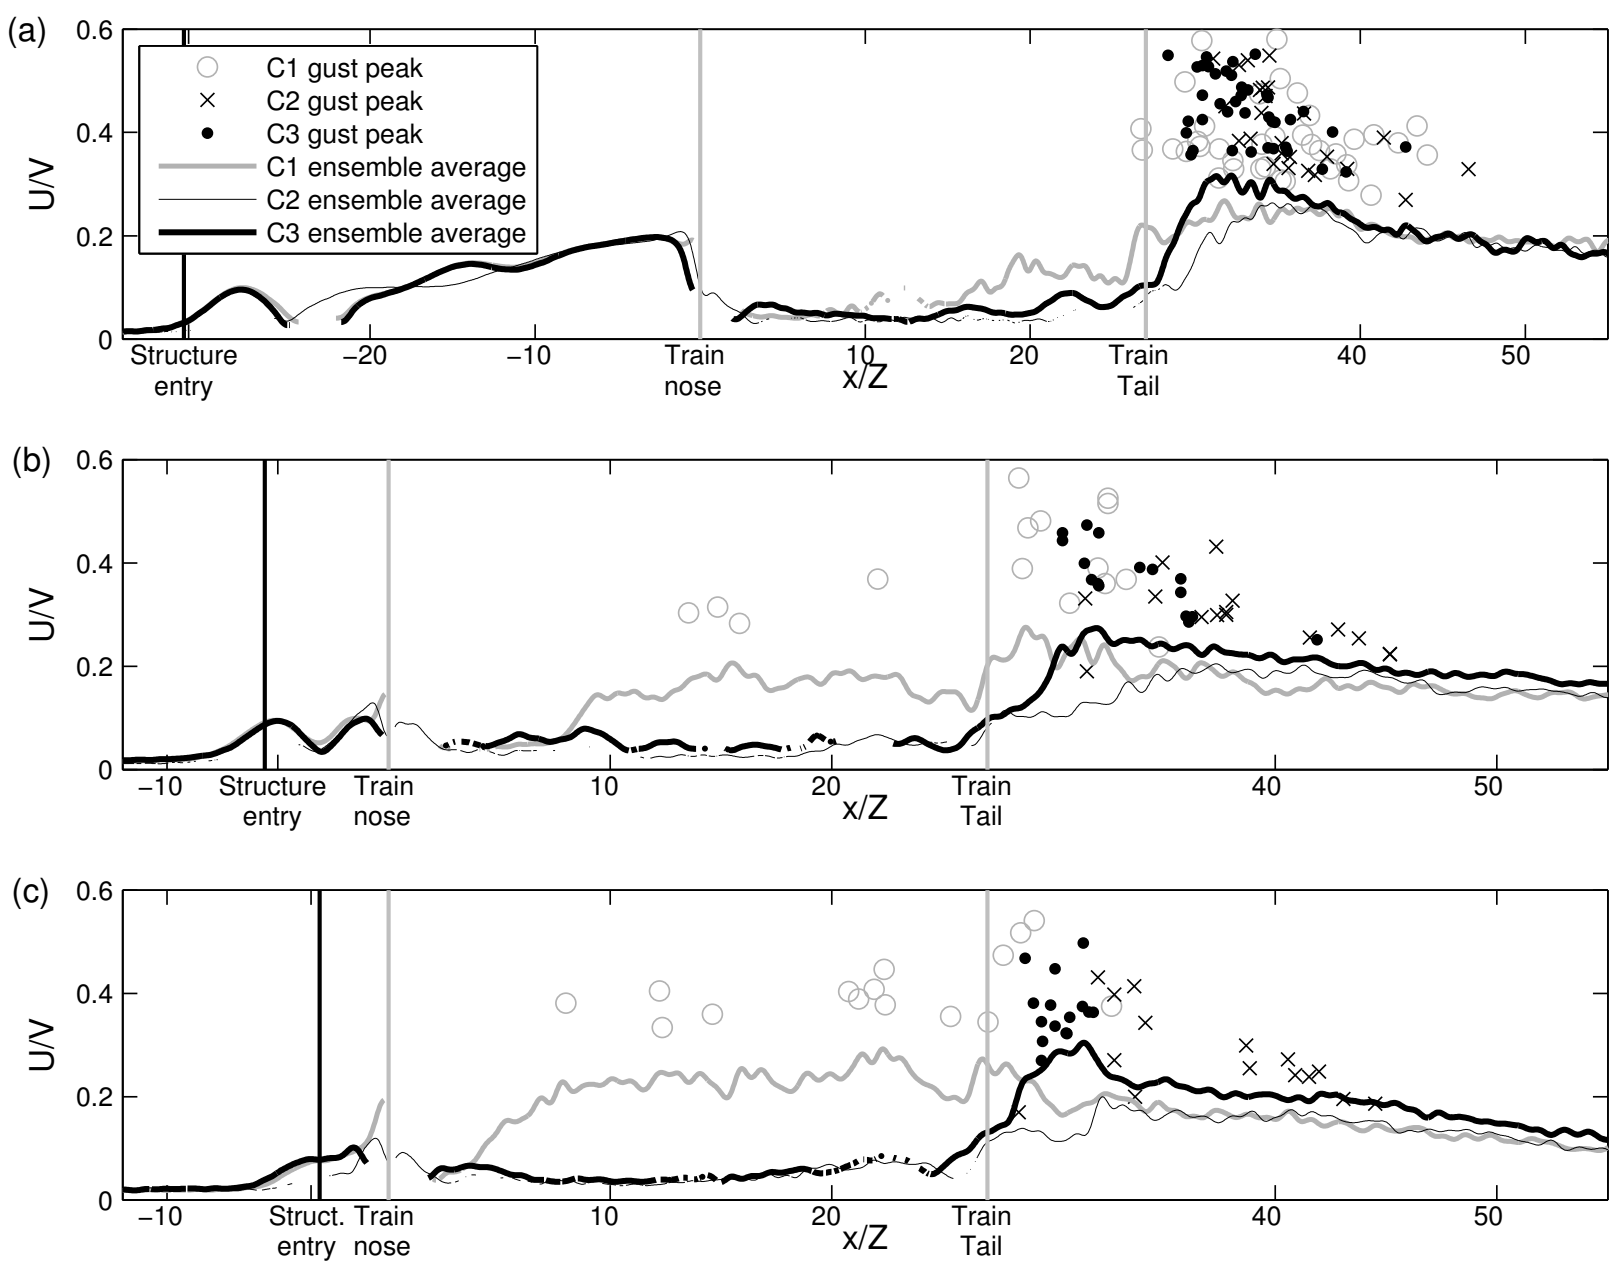 (a)
0.6
0.4
0.2
0
U/V
C1 gust peak
C2 gust peak
C3 gust peak
C1 ensemble average
C2 ensemble average
C3 ensemble average
Structure entry
−20
−10
Train nose
10
20
Train Tail
40
50
x/Z
(b)
0.6
0.4
0.2
0
U/V
−10
Structure entry
Train nose
10
20
Train Tail
40
50
x/Z
(c)
0.6
0.4
0.2
0
U/V
−10
Struct. entry
Train nose
10
20
Train Tail
40
50
x/Z